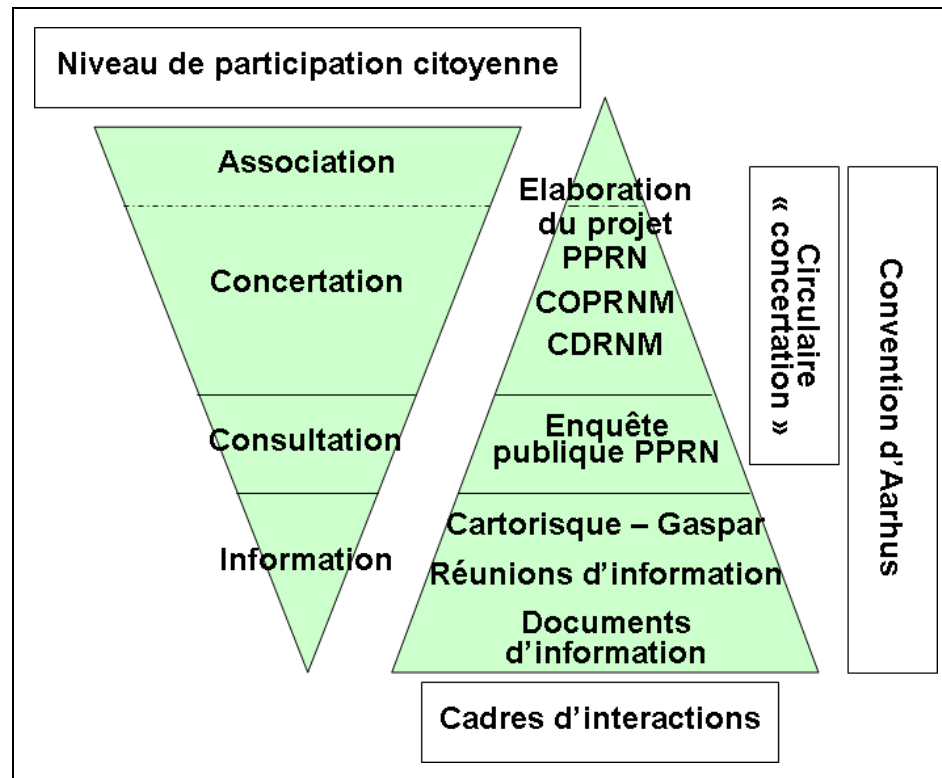 Niveau de participation citoyenne
Association
Concertation
Consultation
Information
Elaboration
du projet
PPRN
COPRNM
CDRNM
Enquête
publique PPRN
Cartorisque – Gaspar
Réunions d’information
Documents
d’information
Circulaire
« concertation »
Convention d’Aarhus
Cadres d’interactions